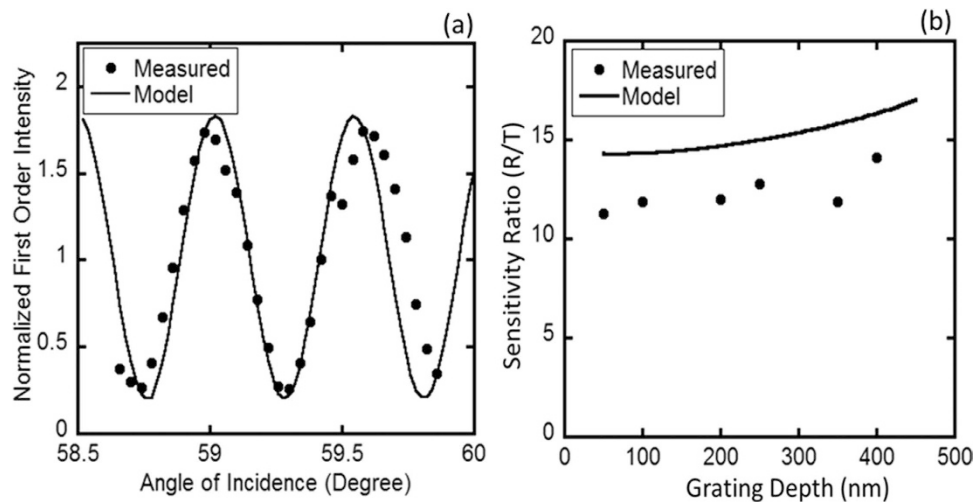 (a)
Measured
Model
Normalized First Order Intensity
2
1.5
1
0.5
0
58.5
59
59.5
60
Angle of Incidence (Degree)
(b)
Measured
Model
Sensitivity Ratio (R/T)
20
15
10
5
0
0
100
200
300
400
500
Grating Depth (nm)